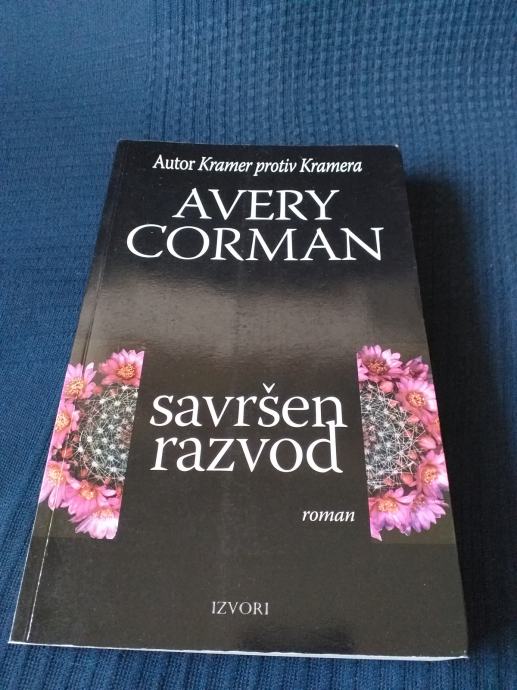 Autor Kramer protiv Kramera
AVERY
CORMAN
savršen
razvod
roman
IZVORI